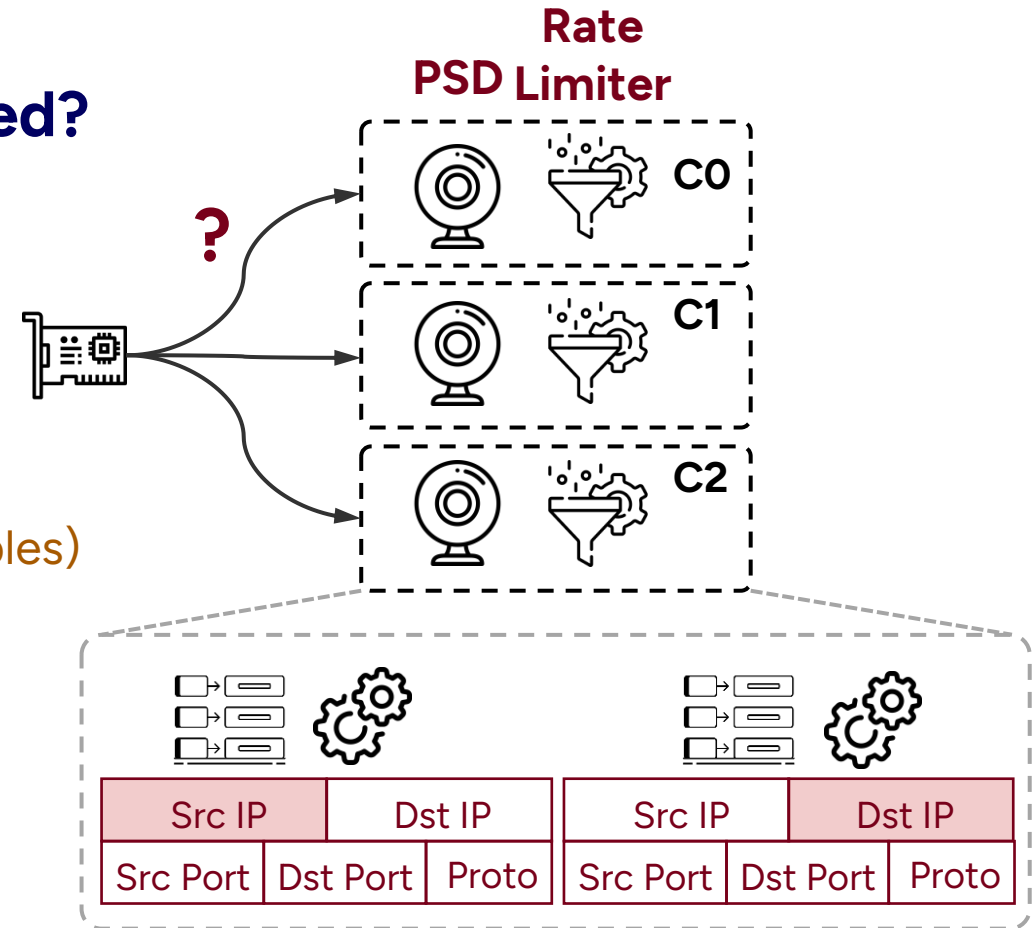 Rate
PSD Limiter
ed?
C0
?
C1
C2
les)
Src IP Dst IP Src IP Dst IP
Src Port Dst Port Proto Src Port Dst Port Proto